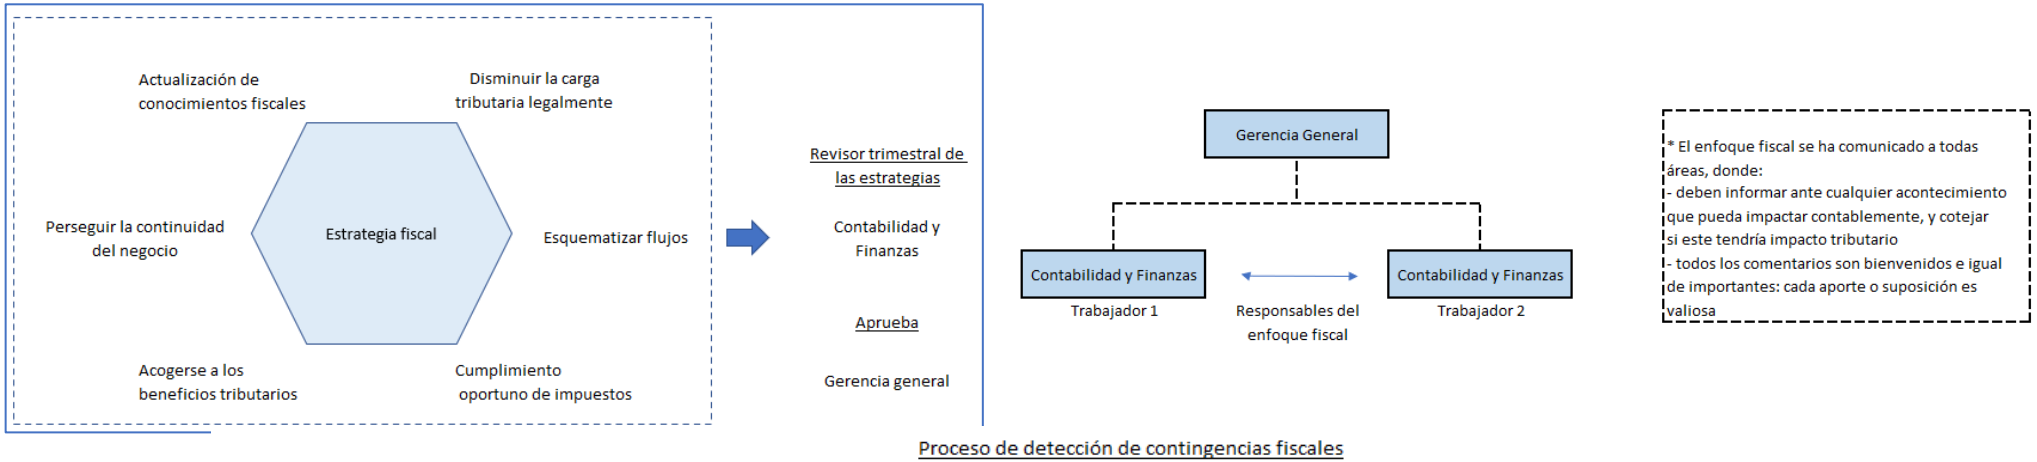 Actualización de
conocimientos fiscales
Disminuir la carga
tributaria legalmente
Perseguir la continuidad
del negocio
Estrategia fiscal
Esquematizar flujos
Acogerse a los
beneficios tributarios
Cumplimiento
oportuno de impuestos
Revisor trimestral de
las estrategias
Contabilidad y
Finanzas
Aprueba
Gerencia general
Gerencia General
Contabilidad y Finanzas
Trabajador 1
Responsables del
enfoque fiscal
Contabilidad y Finanzas
Trabajador 2
* El enfoque fiscal se ha comunicado a todas
áreas, donde:
- deben informar ante cualquier acontecimiento
que pueda impactar contablemente, y cotejar
si este tendría impacto tributario
- todos los comentarios son bienvenidos e igual
de importantes: cada aporte o suposición es
valiosa
Proceso de detección de contingencias fiscales